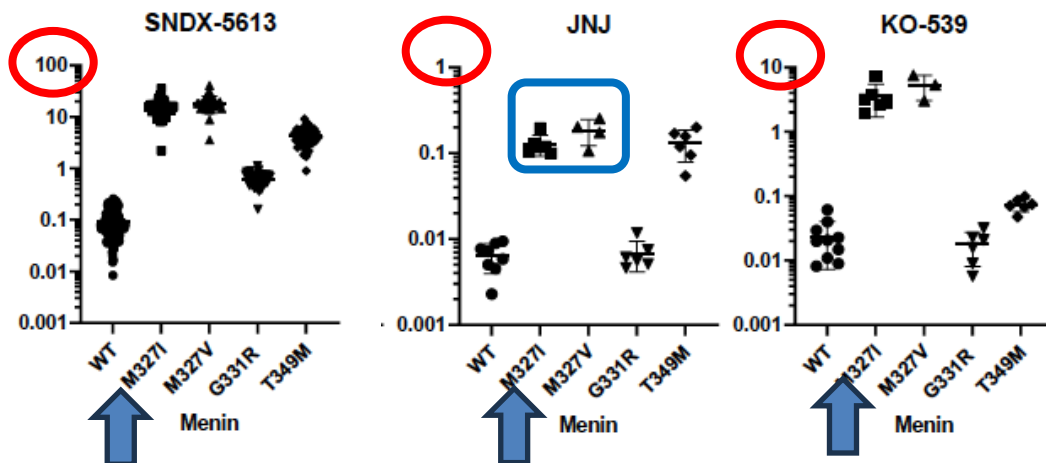 SNDX-5613
100
10
1
0.1
0.01
0.001
WT
M327I
M327V
G331R
T349M
Menin
JNJ
1
0.1
0.01
0.001
WT
M327I
M327V
G331R
T349M
Menin
KO-539
10
1
0.1
0.01
0.001
WT
M327I
M327V
G331R
T349M
Menin